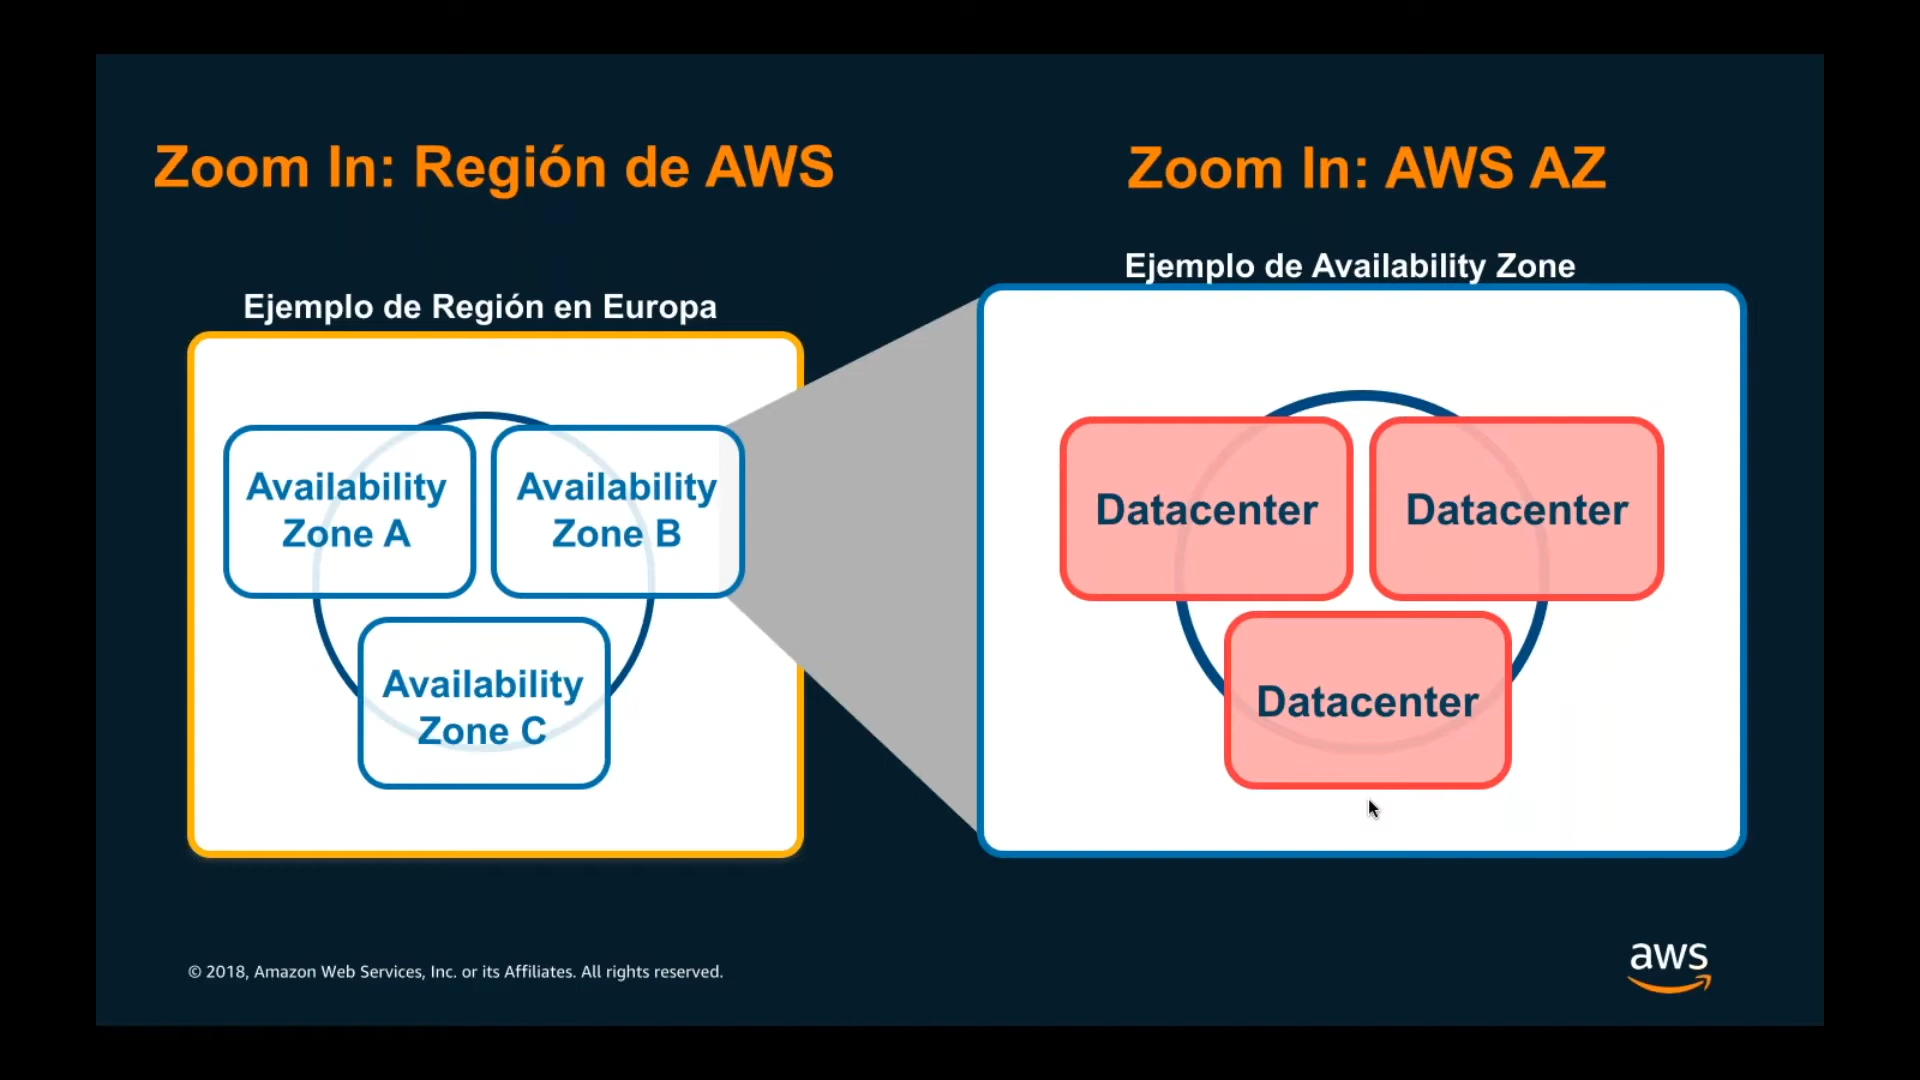 Zoom In: Región de AWS
Ejemplo de Región en Europa
Availability
Zone A
Availability
Zone B
Availability
Zone C
Zoom In: AWS AZ
Ejemplo de Availability Zone
Datacenter
Datacenter
Datacenter
© 2018, Amazon Web Services, Inc. or its Affiliates. All rights reserved.
aws